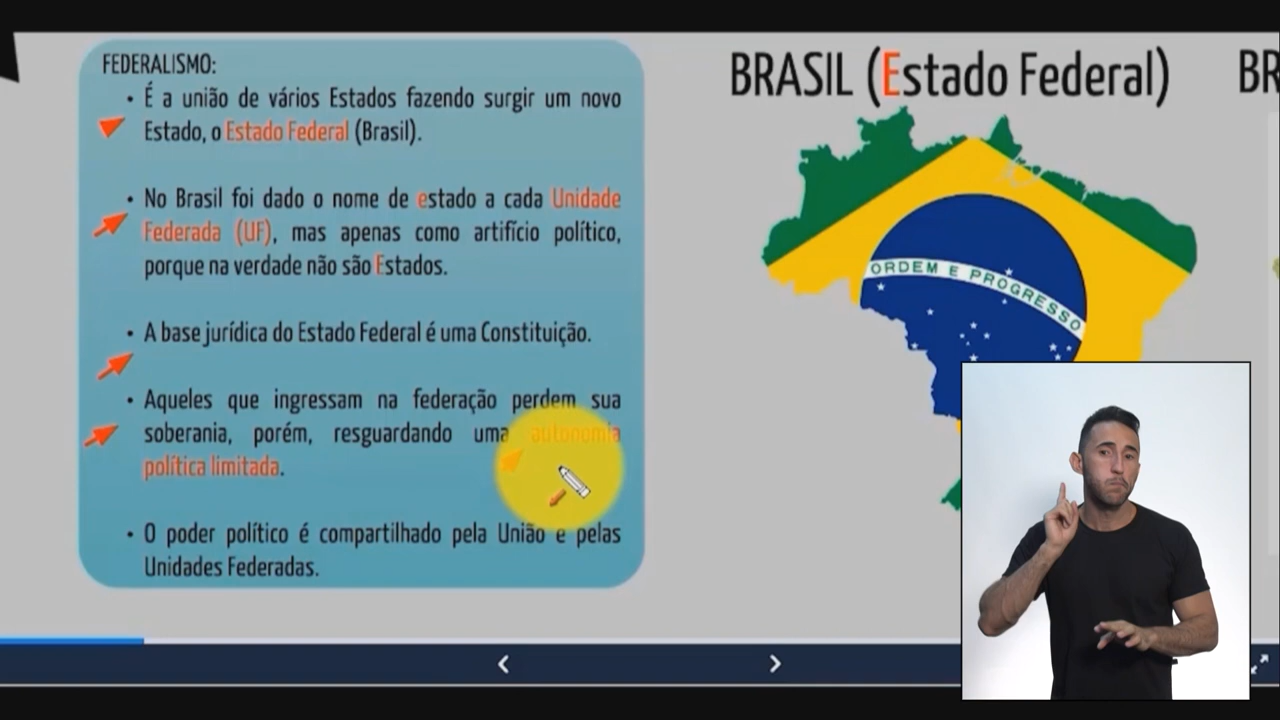 FEDERALISMO:
• É a união de vários Estados fazendo surgir um novo
Estado, o Estado Federal (Brasil).
• No Brasil foi dado o nome de estado a cada Unidade
Federada (UF), mas apenas como artifício político,
porque na verdade não são Estados.
• A base jurídica do Estado Federal é uma Constituição.
• Aqueles que ingressam na federação perdem sua
soberania, porém, resguardando uma autonomia
política limitada.
• O poder político é compartilhado pela União e pelas
Unidades Federadas.
BRASIL (Estado Federal)
BR
ORDEM E PROGRESSO